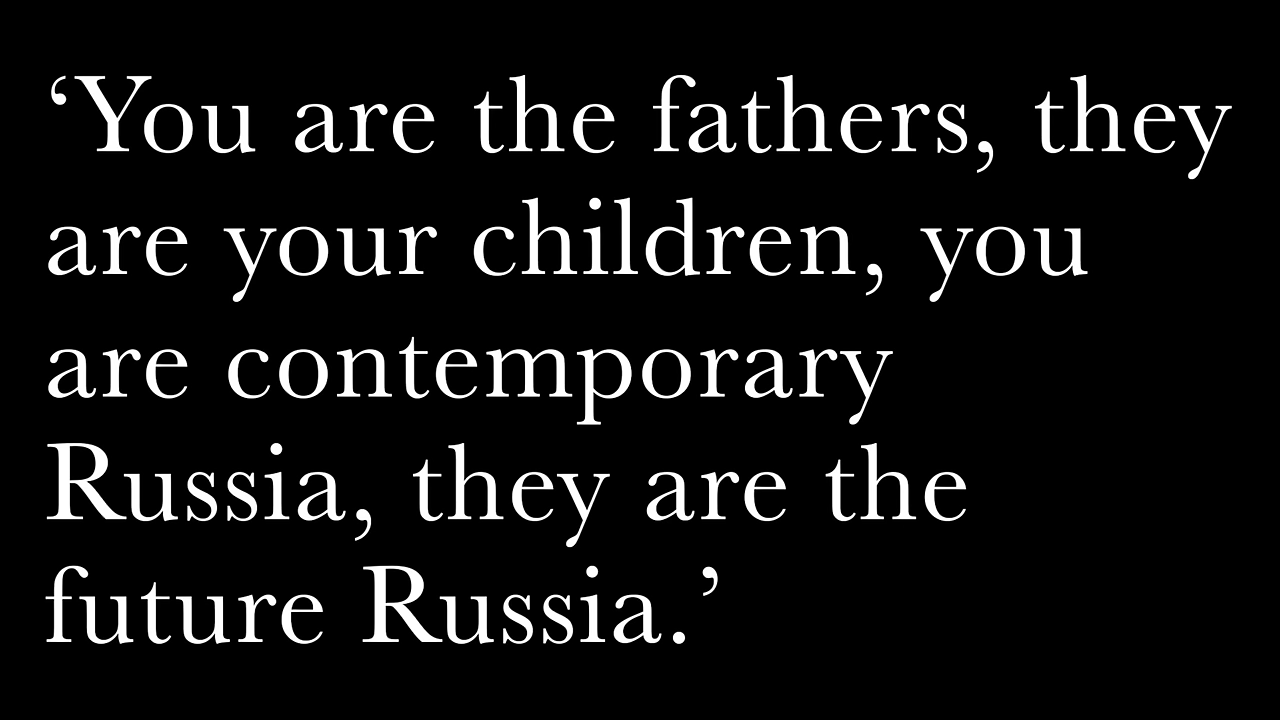 ‘You are the fathers, they
are your children, you
are contemporary
Russia, they are the
future Russia.’